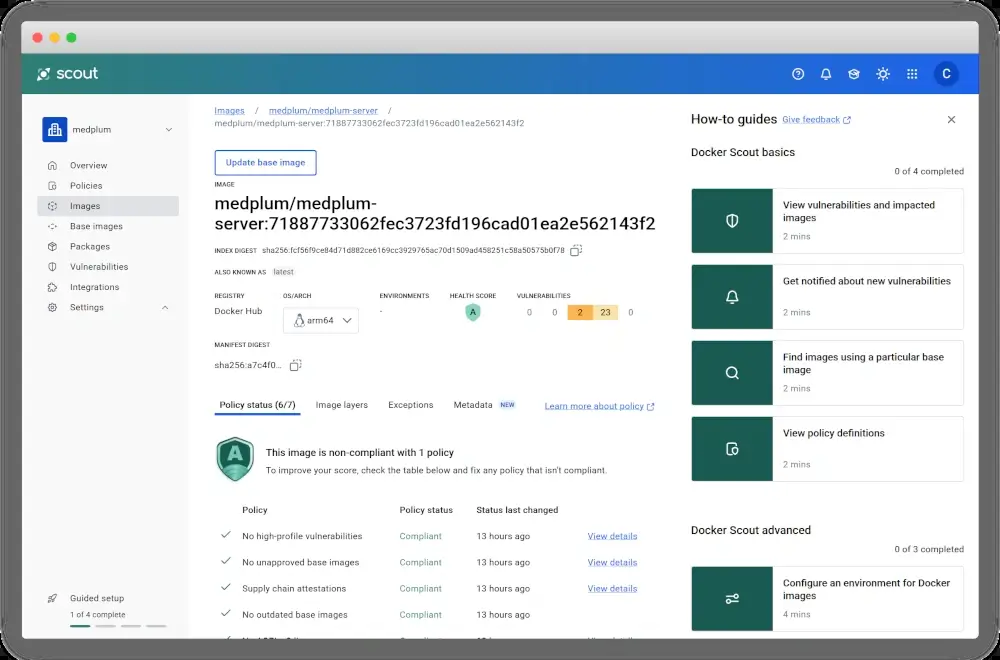 scout
C
medplum
Overview
Policies
Images
Base images
Packages
Vulnerabilities
Integrations
Settings
Guided setup
1 of 4 complete
Images / medplum/medplum-server /
medplum/medplum-server:71887733062fec3723fd196cad01ea2e562143f2
Update base image
IMAGE
medplum/medplum-
server:71887733062fec3723fd196cad01ea2e562143f2
INDEX DIGEST sha256:fcf56f9ce84d71d882ce6169cc3929765ac70d1509ad458251c58a50575b0f78
ALSO KNOWN AS latest
REGISTRY OS/ARCH ENVIRONMENTS HEALTH SCORE VULNERABILITIES
Docker Hub arm64 - A 0 0 2 23 0
MANIFEST DIGEST
sha256:a7c4f0...
Policy status (6/7) Image layers Exceptions Metadata NEW Learn more about policy
A
This image is non-compliant with 1 policy
To improve your score, check the table below and fix any policy that isn't compliant.
Policy Policy status Status last changed
No high-profile vulnerabilities Compliant 13 hours ago View details
No unapproved base images Compliant 13 hours ago View details
Supply chain attestations Compliant 13 hours ago View details
No outdated base images Compliant 13 hours ago
How-to guides Give feedback
Docker Scout basics
0 of 4 completed
View vulnerabilities and impacted
images
2 mins
Get notified about new vulnerabilities
2 mins
Find images using a particular base
image
2 mins
View policy definitions
2 mins
Docker Scout advanced
0 of 3 completed
Configure an environment for Docker
images
4 mins